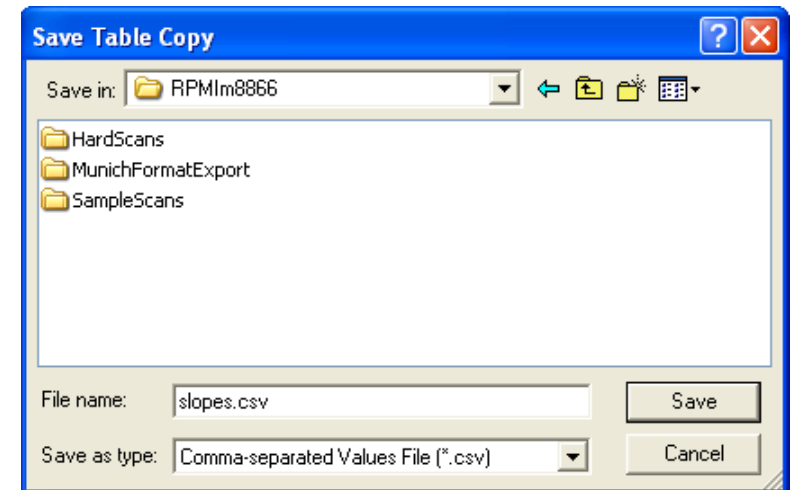 Save Table Copy
Save in: RPMIm8866
HardScans
MunichFormatExport
SampleScans
File name: slopes.csv Save
Save as type: Comma-separated Values File (*.csv) Cancel